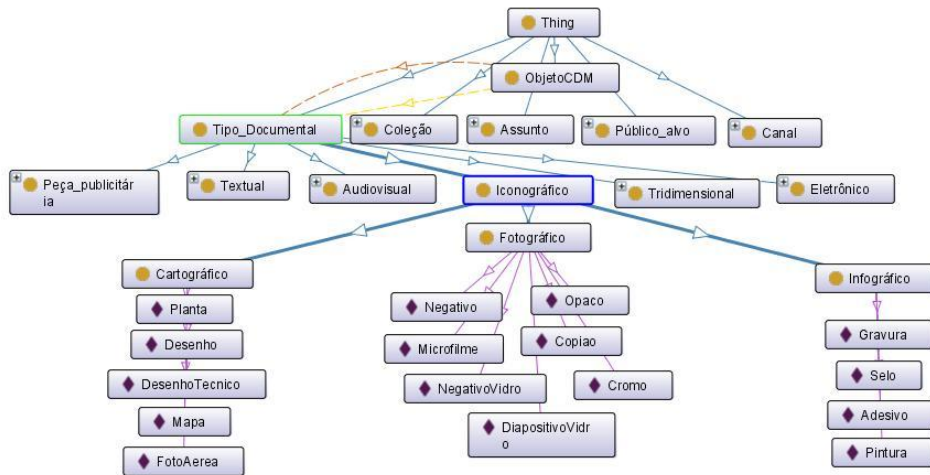 Thing
ObjetoCDM
Tipo_Documental
Coleção
Assunto
Público_alvo
Canal
Peça_publicitár
ia
Textual
Audiovisual
Iconográfico
Tridimensional
Eletrônico
Cartográfico
Fotográfico
Infográfico
Planta
Desenho
DesenhoTecnico
Mapa
FotoAerea
Negativo
Microfilme
NegativoVidro
DiapositivoVidr
o
Opaco
Copiao
Cromo
Gravura
Selo
Adesivo
Pintura